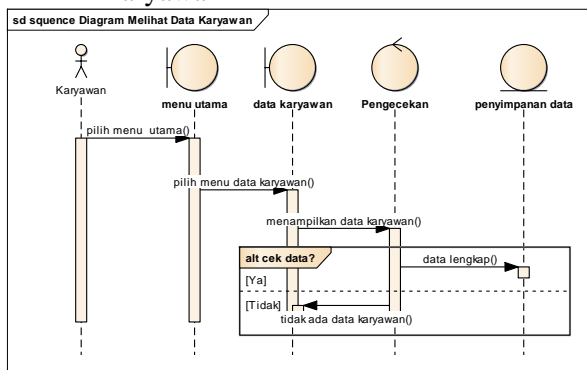 sd squence Diagram Melihat Data Karyawan
Karyawan
menu utama
data karyawan
Pengecekan
penyimpanan data
pilih menu utama()
pilih menu data karyawan()
menampilkan data karyawan()
alt cek data?
data lengkap()
[Ya]
[Tidak]
tidak ada data karyawan()